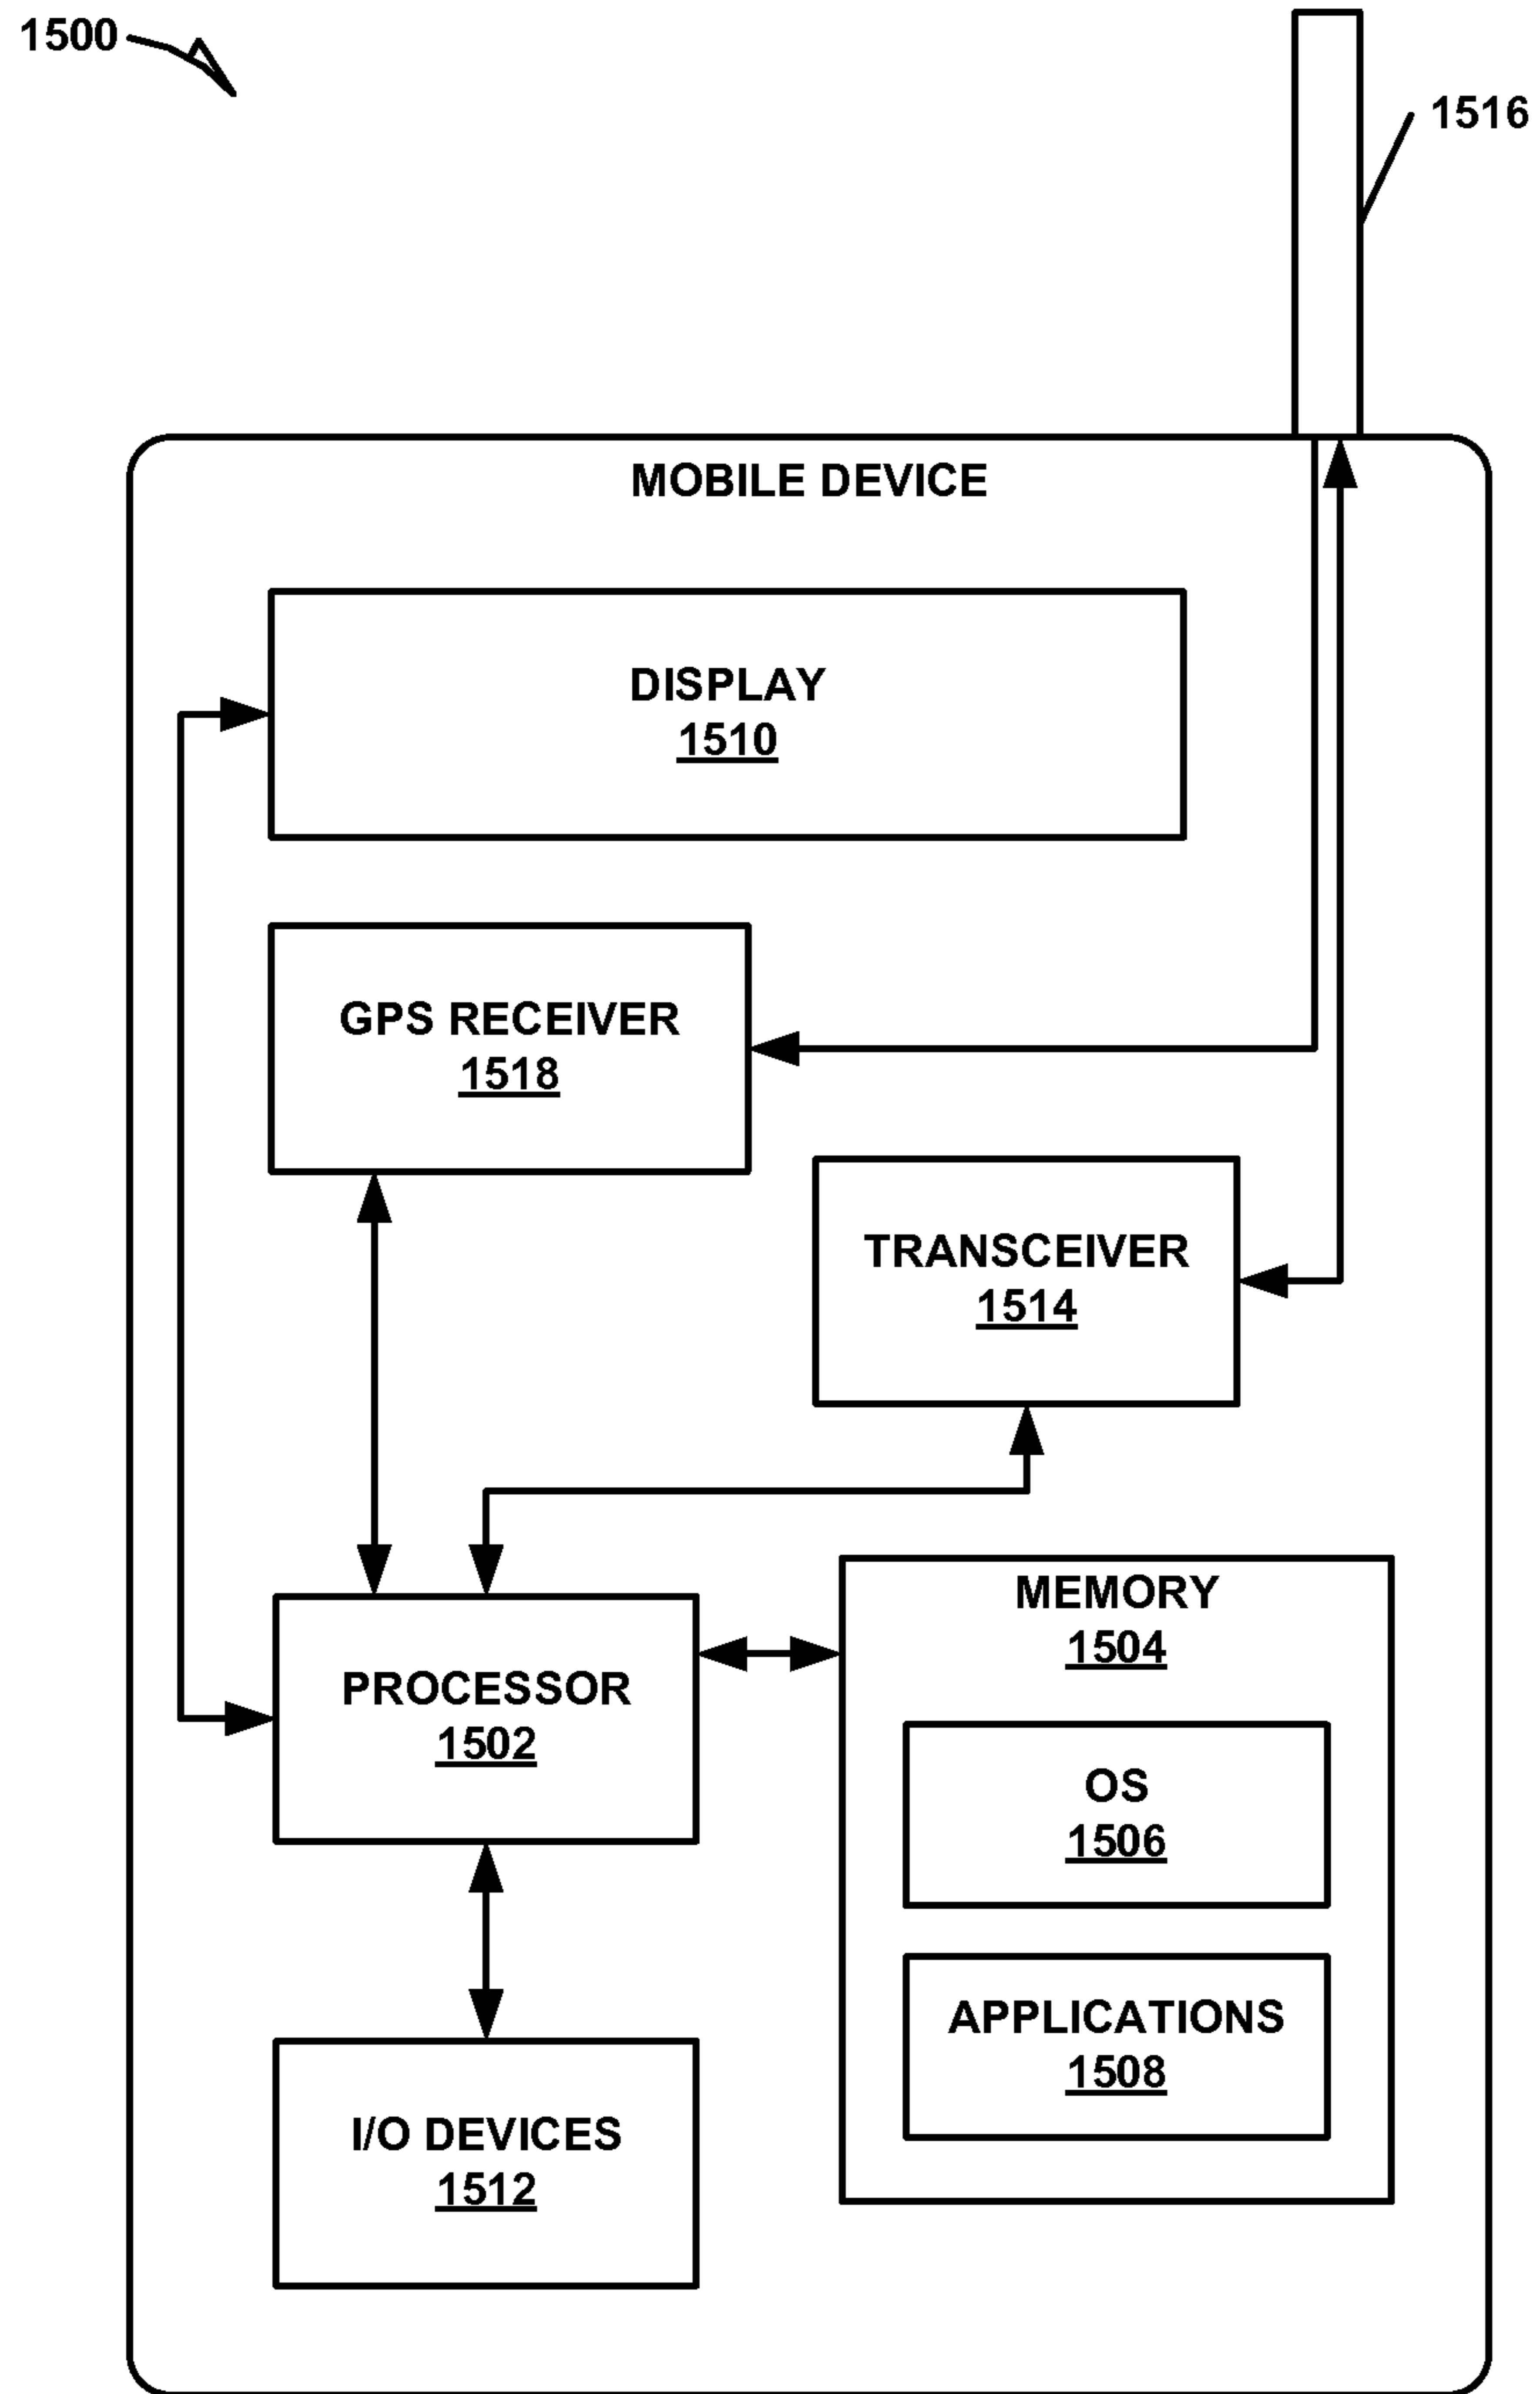 1500
1516
MOBILE DEVICE
DISPLAY
1510
GPS RECEIVER
1518
TRANSCEIVER
1514
MEMORY
1504
PROCESSOR
1502
OS
1506
APPLICATIONS
1508
I/O DEVICES
1512